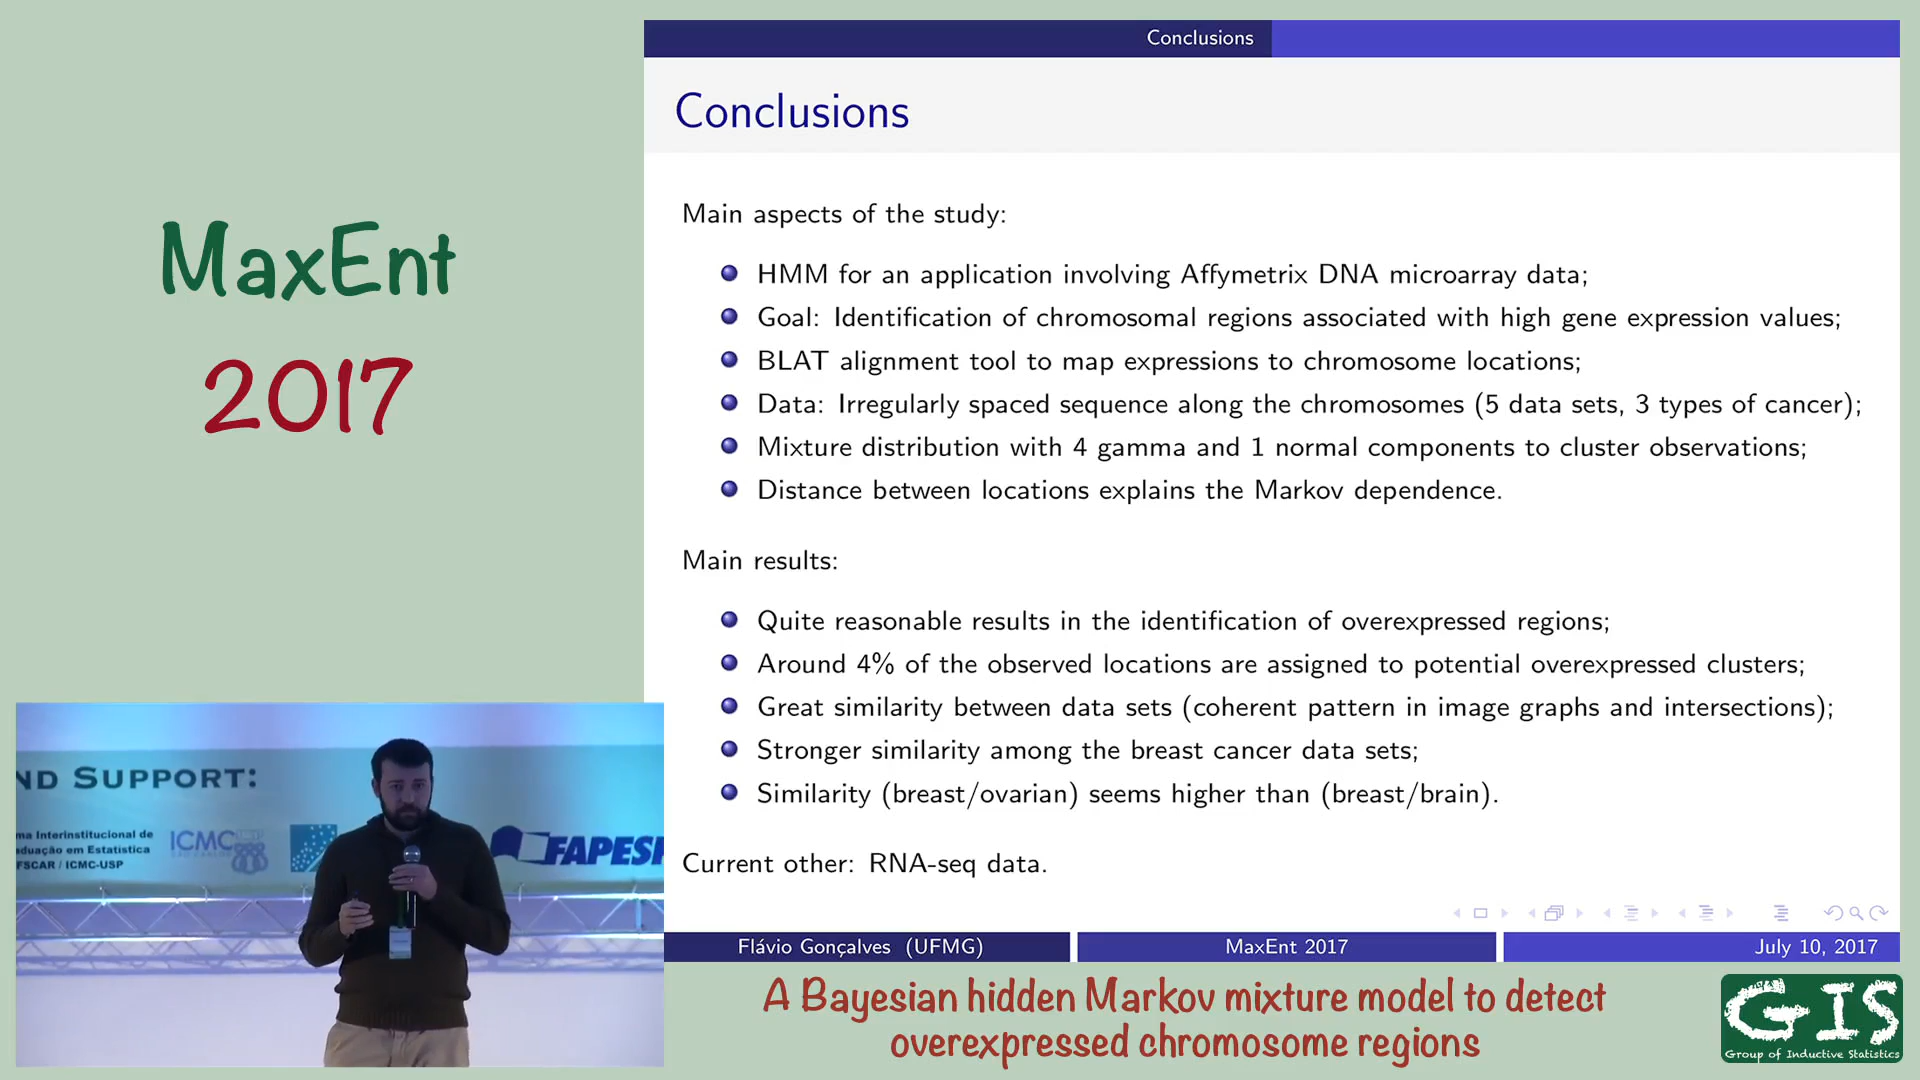 MaxEnt
2017
Conclusions
Conclusions
Main aspects of the study:
HMM for an application involving Affymetrix DNA microarray data;
Goal: Identification of chromosomal regions associated with high gene expression values;
BLAT alignment tool to map expressions to chromosome locations;
Data: Irregularly spaced sequence along the chromosomes (5 data sets, 3 types of cancer);
Mixture distribution with 4 gamma and 1 normal components to cluster observations;
Distance between locations explains the Markov dependence.
Main results:
Quite reasonable results in the identification of overexpressed regions;
Around 4% of the observed locations are assigned to potential overexpressed clusters;
Great similarity between data sets (coherent pattern in image graphs and intersections);
Stronger similarity among the breast cancer data sets;
Similarity (breast/ovarian) seems higher than (breast/brain).
Current other: RNA-seq data.
Flávio Gonçalves (UFMG) MaxEnt 2017 July 10, 2017
ND SUPPORT:
ma Interinstitucional de
duação em Estatística
FSCAR / ICMC-USP
ICMC
FAPES
A Bayesian hidden Markov mixture model to detect
overexpressed chromosome regions
GIS
Group of Inductive Statistics